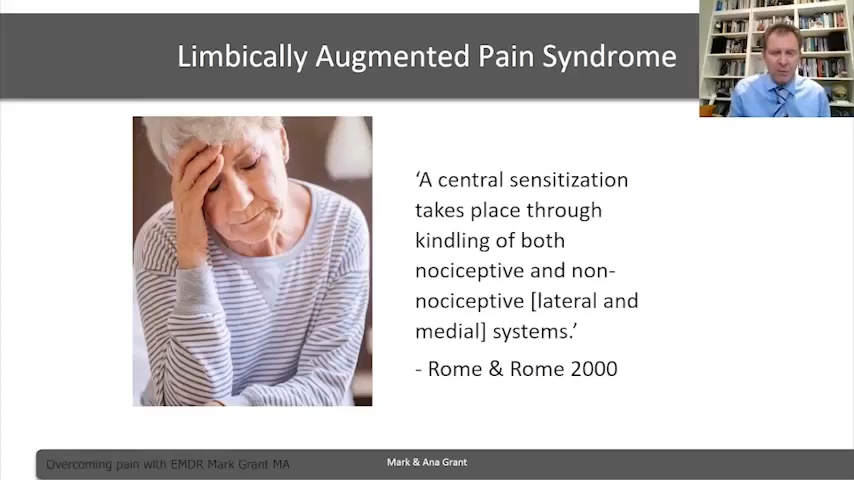 Limbically Augmented Pain Syndrome
‘A central sensitization
takes place through
kindling of both
nociceptive and non-
nociceptive [lateral and
medial] systems.’
- Rome & Rome 2000
Overcoming pain with EMDR Mark Grant MA
Mark & Ana Grant